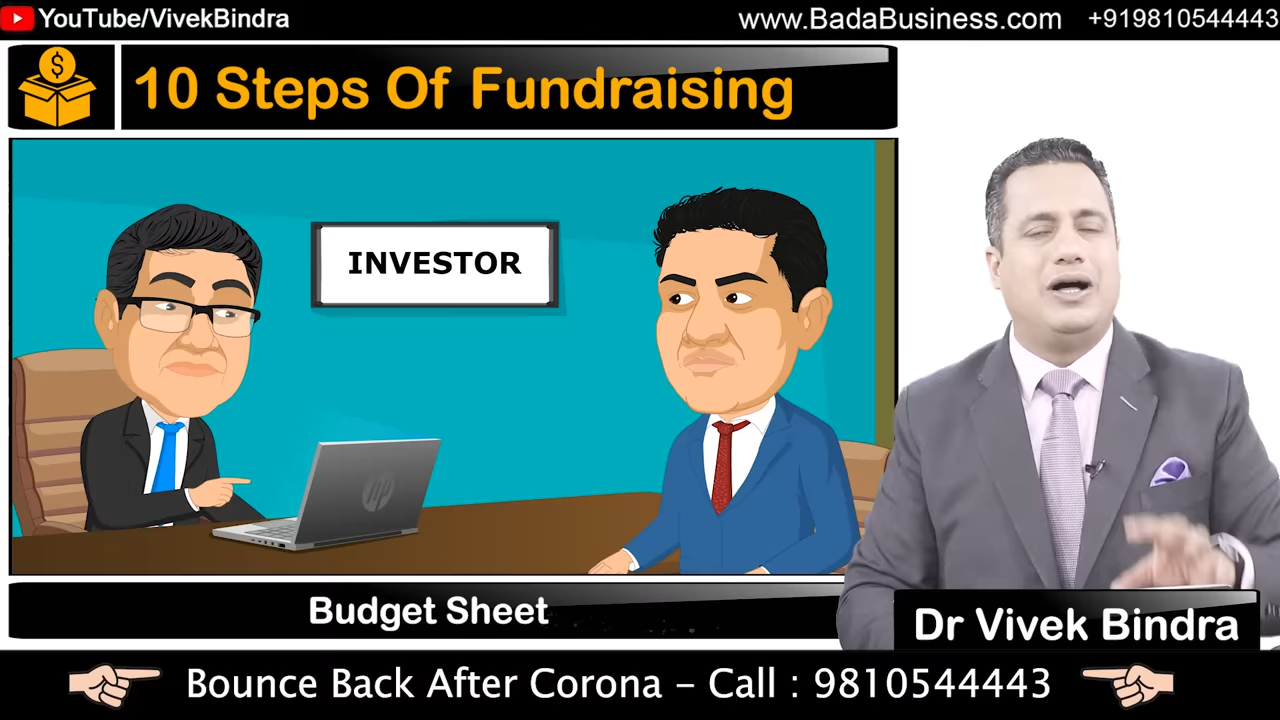 YouTube/VivekBindra
www.BadaBusiness.com +919810544443
10 Steps Of Fundraising
INVESTOR
hp
Budget Sheet
Dr Vivek Bindra
Bounce Back After Corona - Call : 9810544443